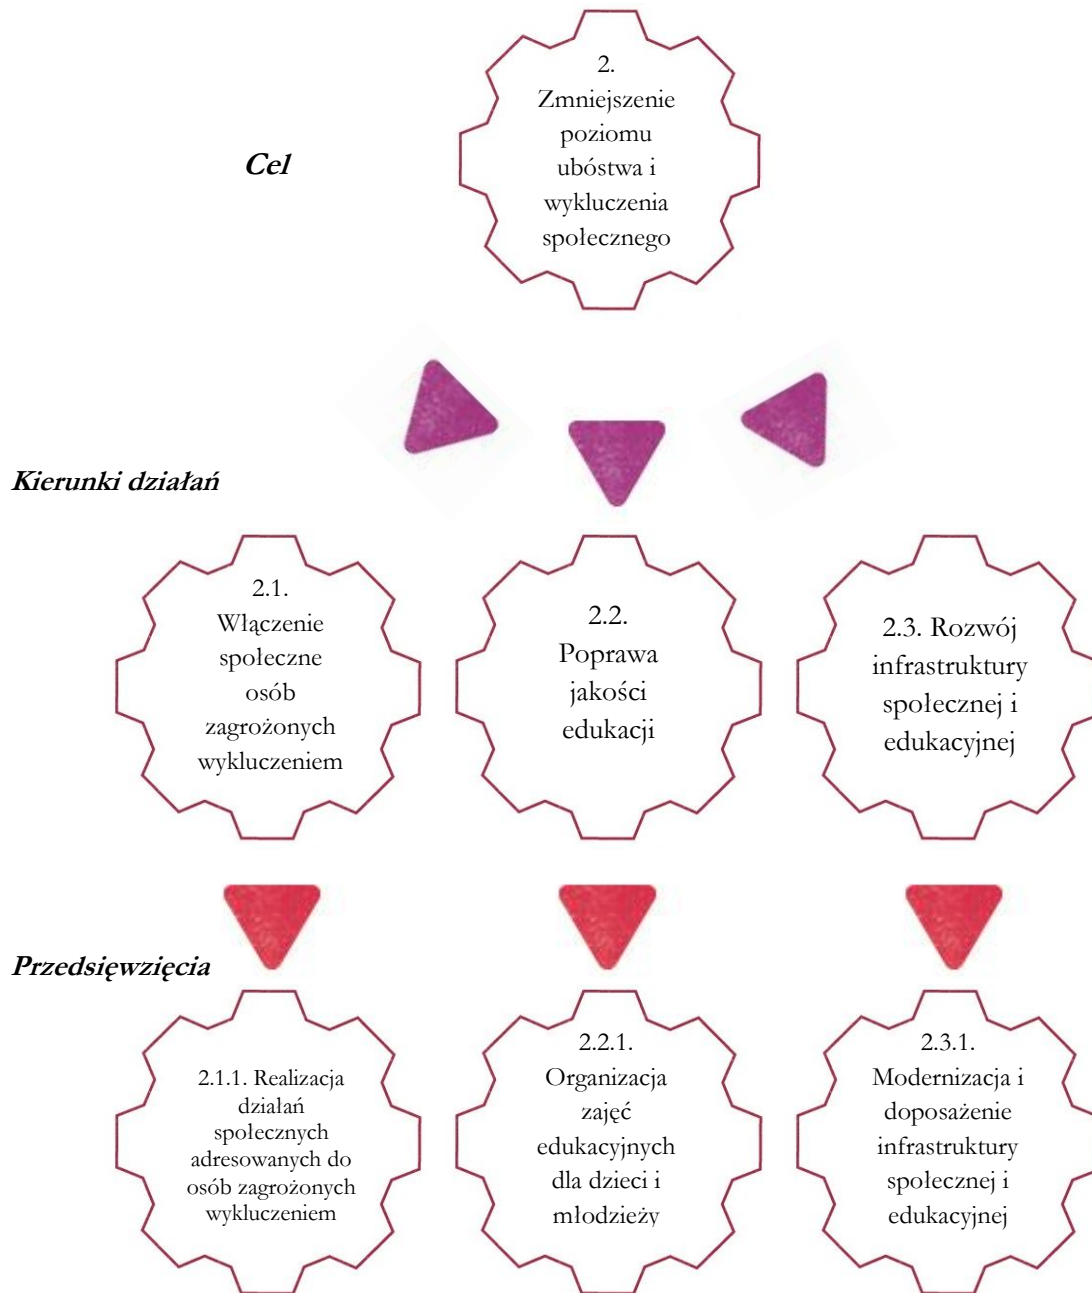 2.
Zmniejszenie
poziomu
ubóstwa i
wykluczenia
społecznego
Cel
Kierunki działań
2.1.
Włączenie
społeczne
osób
zagrożonych
wykluczeniem
2.2.
Poprawa
jakości
edukacji
2.3. Rozwój
infrastruktury
społecznej i
edukacyjnej
Przedsięwzięcia
2.1.1. Realizacja
działań
społecznych
adresowanych do
osób zagrożonych
wykluczeniem
2.2.1.
Organizacja
zajęć
edukacyjnych
dla dzieci i
młodzieży
2.3.1.
Modernizacja i
doposażenie
infrastruktury
społecznej i
edukacyjnej